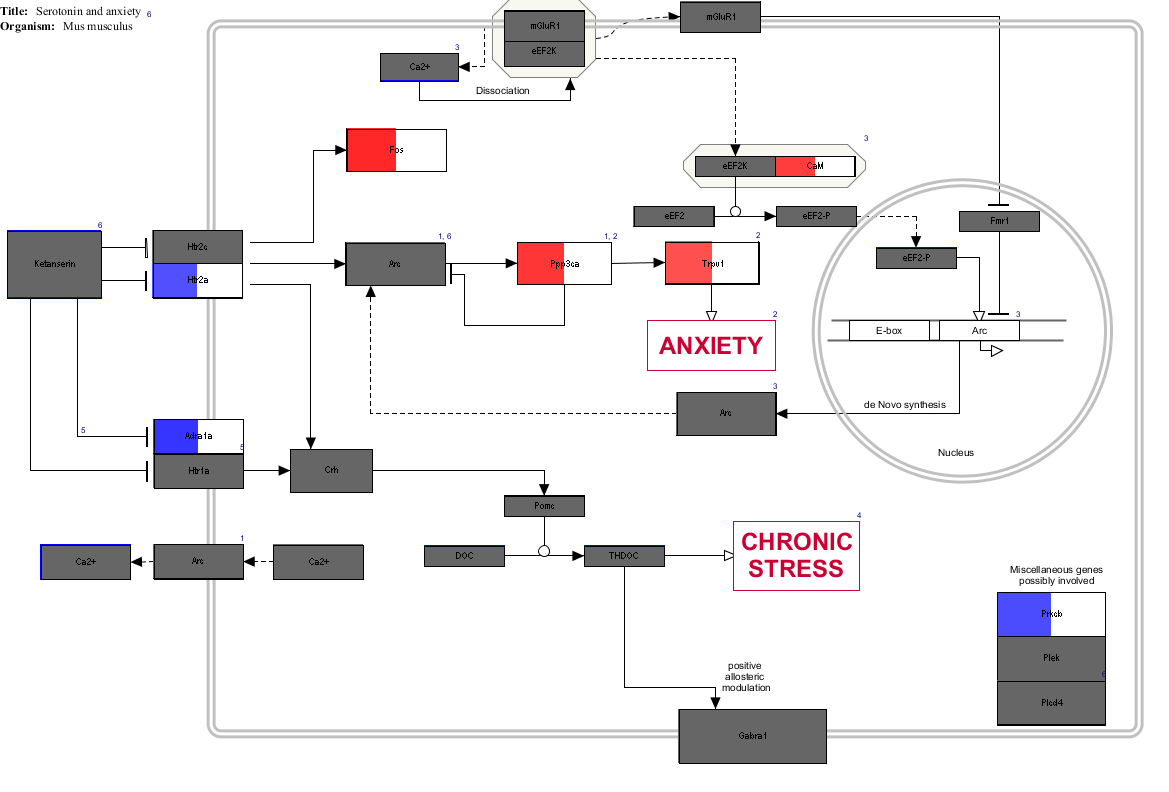 Title: Serotonin and anxiety 6
Organism: Mus musculus
mGluR1
eEF2K
mGluR1
3
Ca2+
Dissociation
Fos
3
eEF2K CaM
eEF2 eEF2-P
Fmr1
eEF2-P
6
Ketanserin
Htr2c
Htr2a
1, 6
Arc
1, 2
Ppp3ca
2
Trpv1
2
ANXIETY
3
E-box Arc
3
Arc
de Novo synthesis
Nucleus
5
Adra1a
5
Htr1a
Crh
Pomc
1
Ca2+ Arc Ca2+
DOC THDOC
4
CHRONIC
STRESS
Miscellaneous genes
possibly involved
Prkcb
Plek
6
Plcd4
positive
allosteric
modulation
Gabra1